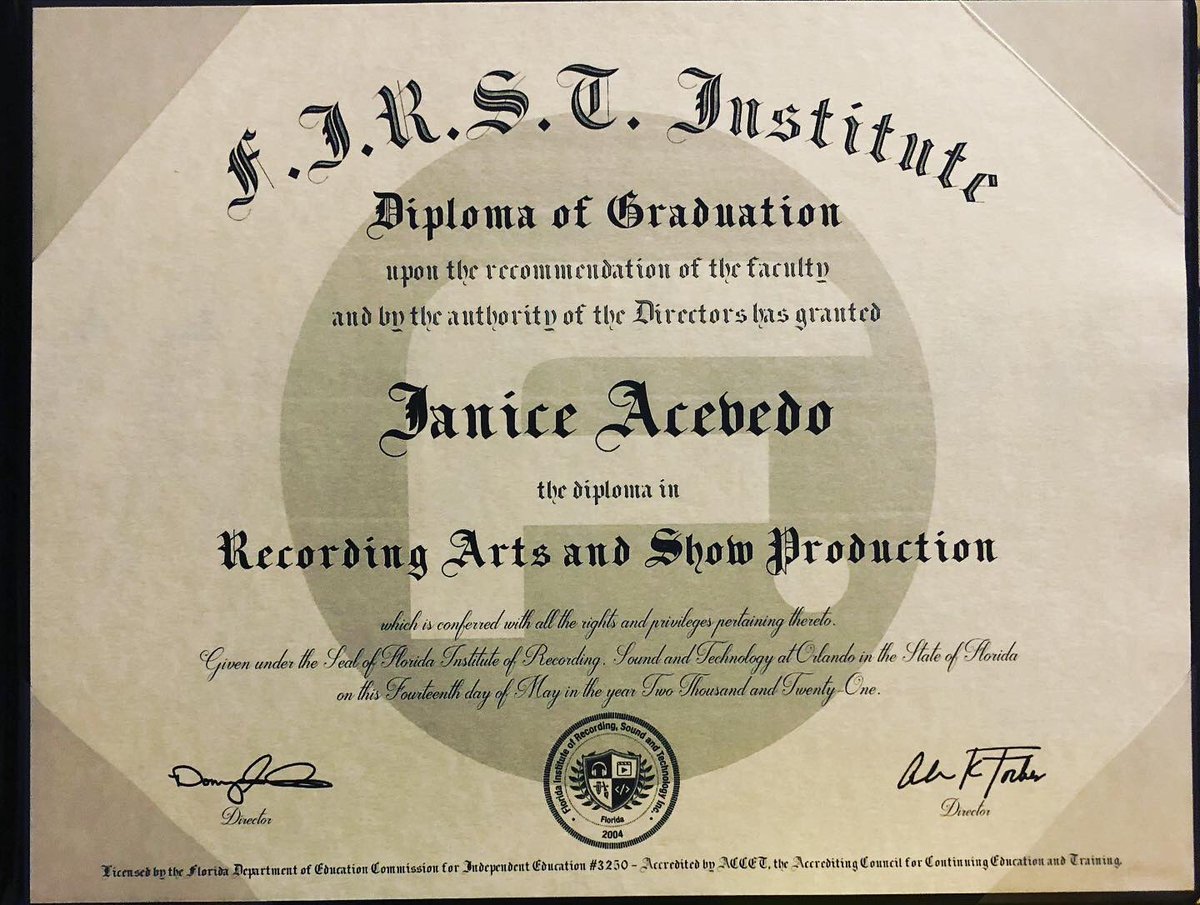 F.I.R.S.T. Institute
Diploma of Graduation
upon the recommendation of the faculty
and by the authority of the Directors has granted
Janice Acevedo
the diploma in
Recording Arts and Show Production
which is conferred with all the rights and privileges pertaining thereto.
Given under the Seal of Florida Institute of Recording, Sound and Technology at Orlando in the State of Florida
on this Fourteenth day of May in the year Two Thousand and Twenty-One.
Florida Institute of Recording, Sound and Technology Inc.
</>
Florida
2004
Director
Director
Licensed by the Florida Department of Education Commission for Independent Education #3250 - Accredited by ACCET, the Accrediting Council for Continuing Education and Training.